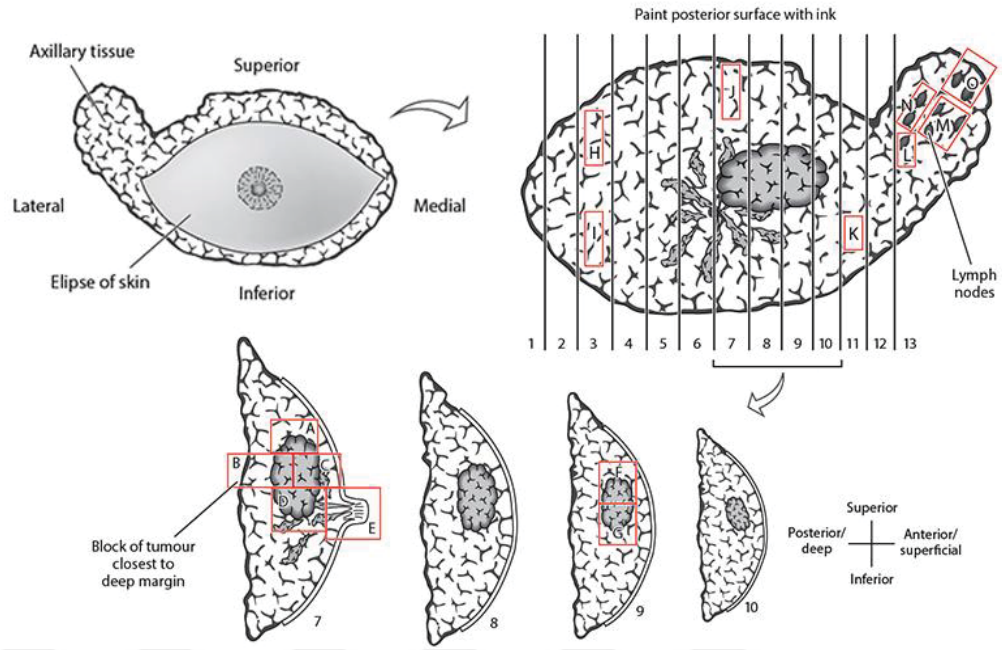 Paint posterior surface with ink
Axillary tissue
Superior
Lateral
Medial
Elipse of skin
Inferior
O
N
M
L
J
H
I
K
Lymph
nodes
1 2 3 4 5 6 7 8 9 10 11 12 13
A
B
C
D
E
F
G
Block of tumour
closest to
deep margin
7
8
9
10
Superior
Posterior/
deep
Anterior/
superficial
Inferior